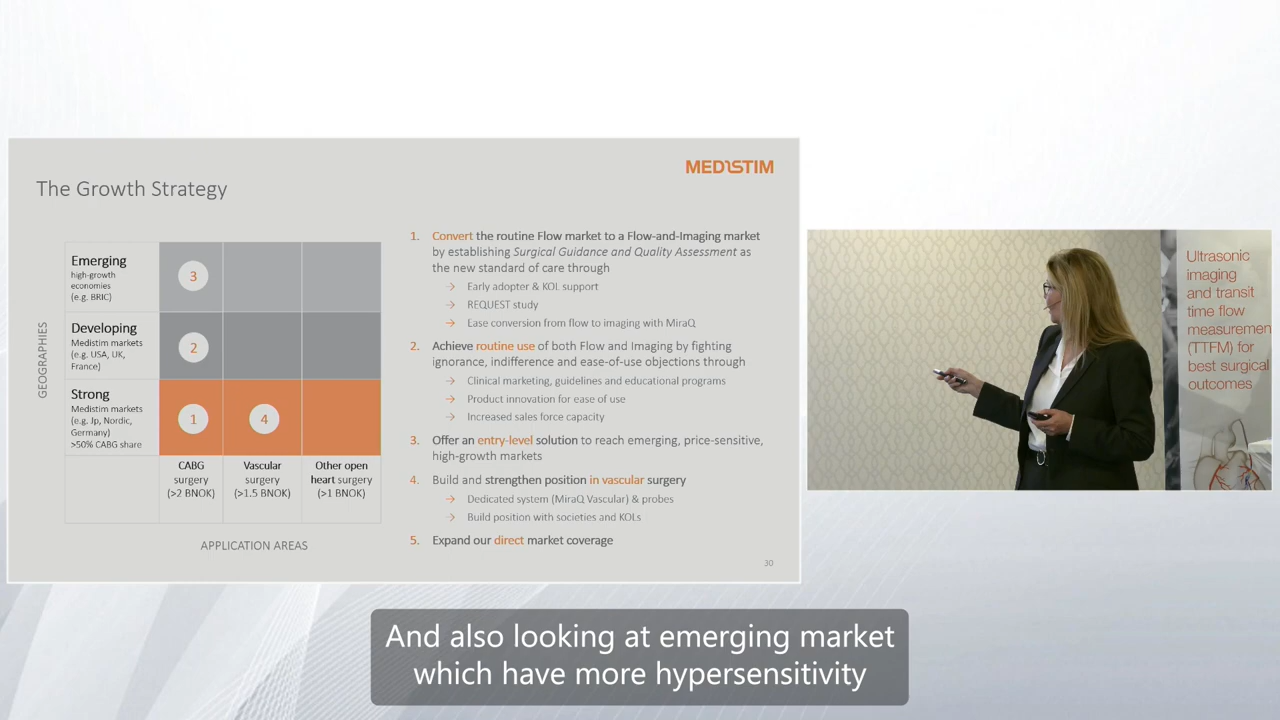 MEDISTIM
The Growth Strategy
GEOGRAPHIES
Emerging
high-growth
economies
(e.g. BRIC)
3
Developing
Medistim markets
(e.g. USA, UK,
France)
2
Strong
Medistim markets
(e.g. Jp, Nordic,
Germany)
>50% CABG share
1
4
CABG
surgery
(>2 BNOK)
Vascular
surgery
(>1.5 BNOK)
Other open
heart surgery
(>1 BNOK)
APPLICATION AREAS
1. Convert the routine Flow market to a Flow-and-Imaging market
by establishing Surgical Guidance and Quality Assessment as
the new standard of care through
→ Early adopter & KOL support
→ REQUEST study
→ Ease conversion from flow to imaging with MiraQ
2. Achieve routine use of both Flow and Imaging by fighting
ignorance, indifference and ease-of-use objections through
→ Clinical marketing, guidelines and educational programs
→ Product innovation for ease of use
→ Increased sales force capacity
3. Offer an entry-level solution to reach emerging, price-sensitive,
high-growth markets
4. Build and strengthen position in vascular surgery
→ Dedicated system (MiraQ Vascular) & probes
→ Build position with societies and KOLs
5. Expand our direct market coverage
30
Ultrasonic
imaging
and transit
time flow
measuremen
(TTFM) for
best surgical
outcomes
And also looking at emerging market
which have more hypersensitivity